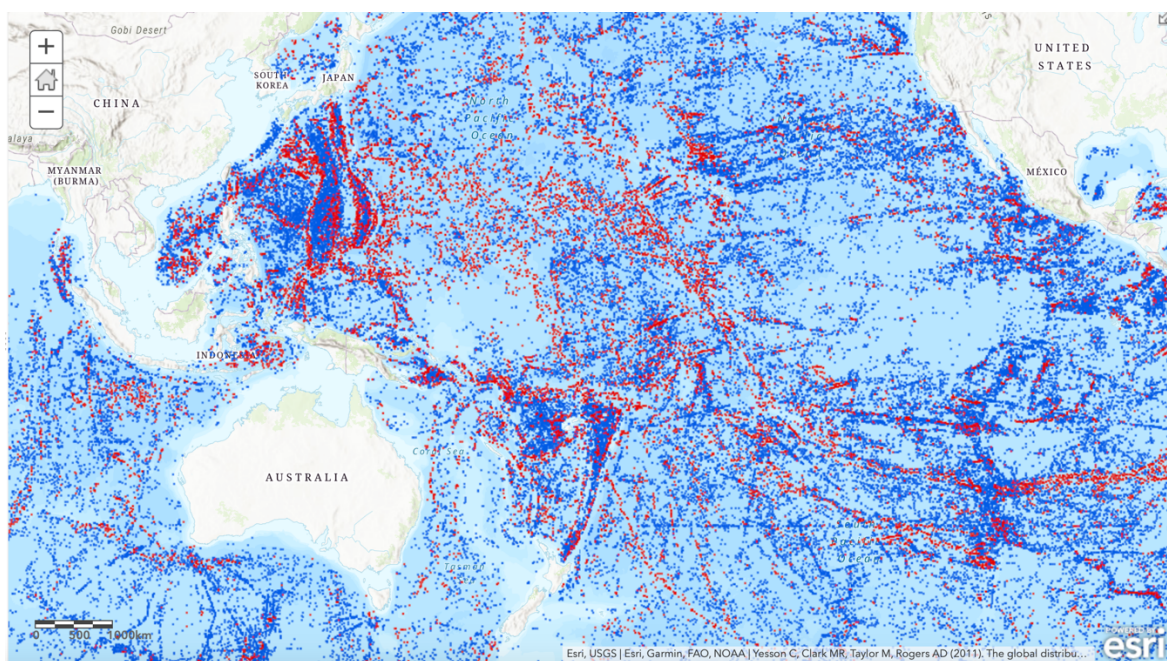 Gobi Desert
UNITED
STATES
SOUTH
KOREA
JAPAN
CHINA
North
Pacific
Ocean
MYANMAR
(BURMA)
MÉXICO
INDONESIA
AUSTRALIA
Coral Sea
Tasman
0 500 1000km
Esri, USGS | Esri, Garmin, FAO, NOAA | Yesson C, Clark MR, Taylor M, Rogers AD (2011). The global distribu...
esri